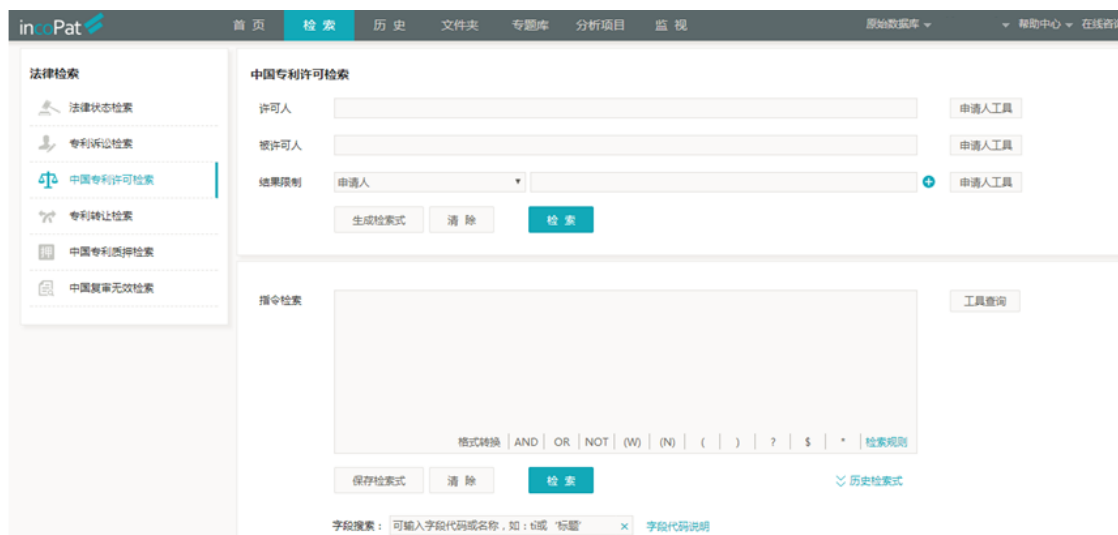 incoPat 首页 检索 历史 文件夹 专题库 分析项目 监视 原始数据库 帮助中心 在线咨询
法律检索
法律状态检索
专利诉讼检索
中国专利许可检索
专利转让检索
中国专利质押检索
中国复审无效检索
中国专利许可检索
许可人 申请人工具
被许可人 申请人工具
结果限制 申请人 申请人工具
生成检索式 清除 检索
指令检索 工具查询
格式转换 AND OR NOT (W) (N) ( ) ? $ * 检索规则
保存检索式 清除 检索 历史检索式
字段搜索： 可输入字段代码或名称，如：ti或‘标题’ × 字段代码说明